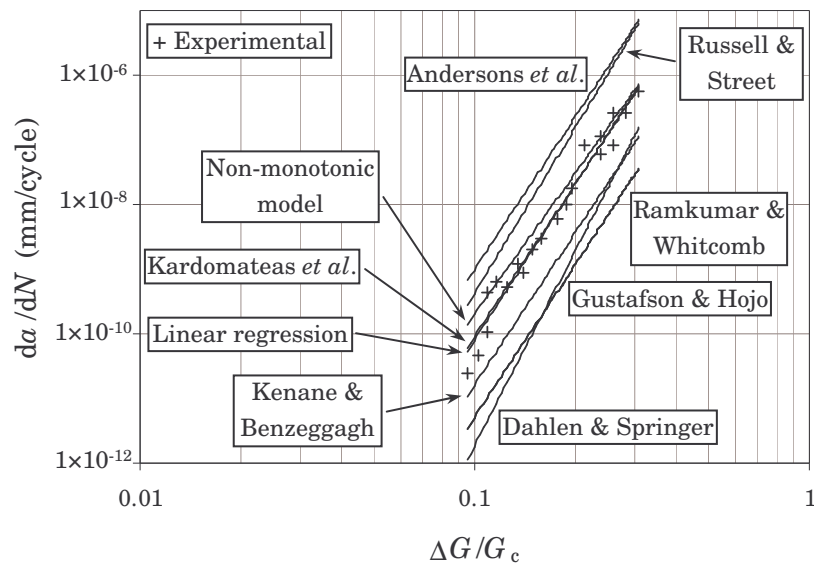 + Experimental
Andersons et al.
Russell &
Street
1×10-6
Non-monotonic
model
1×10-8
Ramkumar &
Whitcomb
Kardomateas et al.
Gustafson & Hojo
Linear regression
1×10-10
Kenane &
Benzeggagh
Dahlen & Springer
1×10-12
da/dN (mm/cycle)
0.01
0.1
1
ΔG/Gc